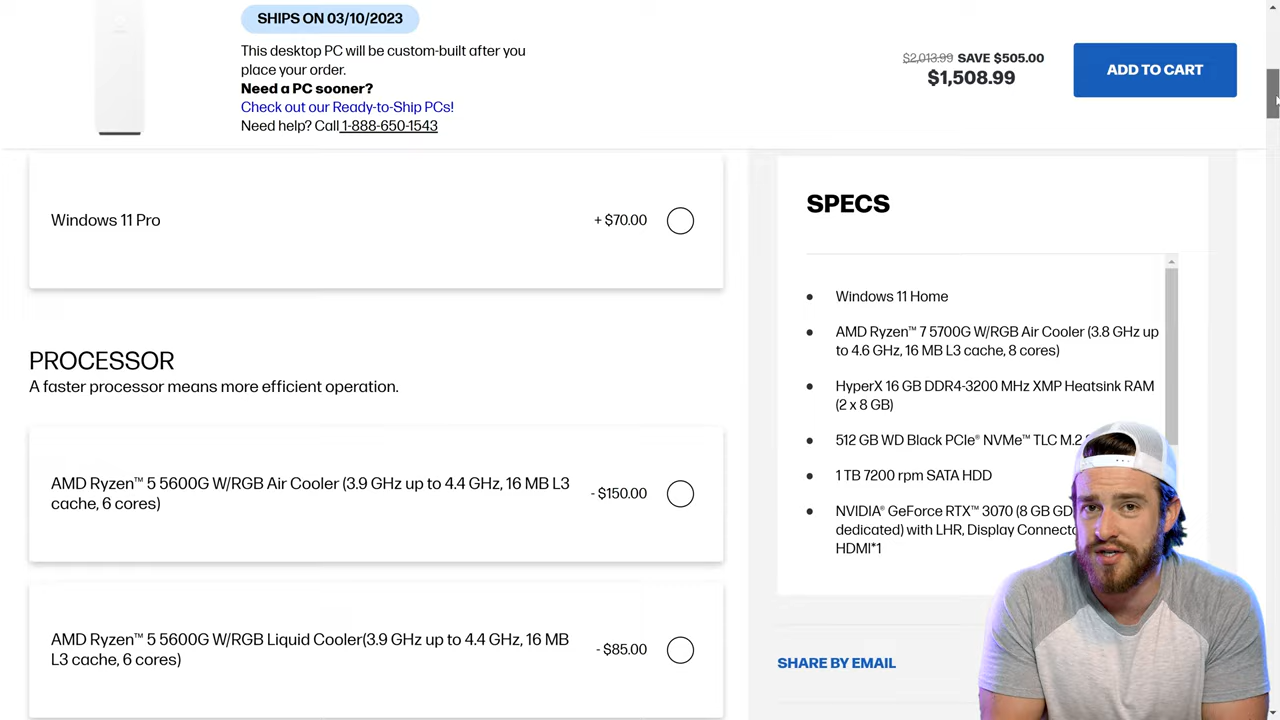 SHIPS ON 03/10/2023
This desktop PC will be custom-built after you
place your order.
Need a PC sooner?
Check out our Ready-to-Ship PCs!
Need help? Call 1-888-650-1543
$2,013.99 SAVE $505.00
$1,508.99
ADD TO CART
Windows 11 Pro
+ $70.00
PROCESSOR
A faster processor means more efficient operation.
AMD Ryzen™ 5 5600G W/RGB Air Cooler (3.9 GHz up to 4.4 GHz, 16 MB L3
cache, 6 cores)
- $150.00
AMD Ryzen™ 5 5600G W/RGB Liquid Cooler(3.9 GHz up to 4.4 GHz, 16 MB
L3 cache, 6 cores)
- $85.00
SPECS
Windows 11 Home
AMD Ryzen™ 7 5700G W/RGB Air Cooler (3.8 GHz up
to 4.6 GHz, 16 MB L3 cache, 8 cores)
HyperX 16 GB DDR4-3200 MHz XMP Heatsink RAM
(2 x 8 GB)
512 GB WD Black PCIe® NVMe™ TLC
1 TB 7200 rpm SATA HDD
NVIDIA® GeForce RTX™ 3070 (8 GB
dedicated) with LHR, Display
HDMI*1
SHARE BY EMAIL